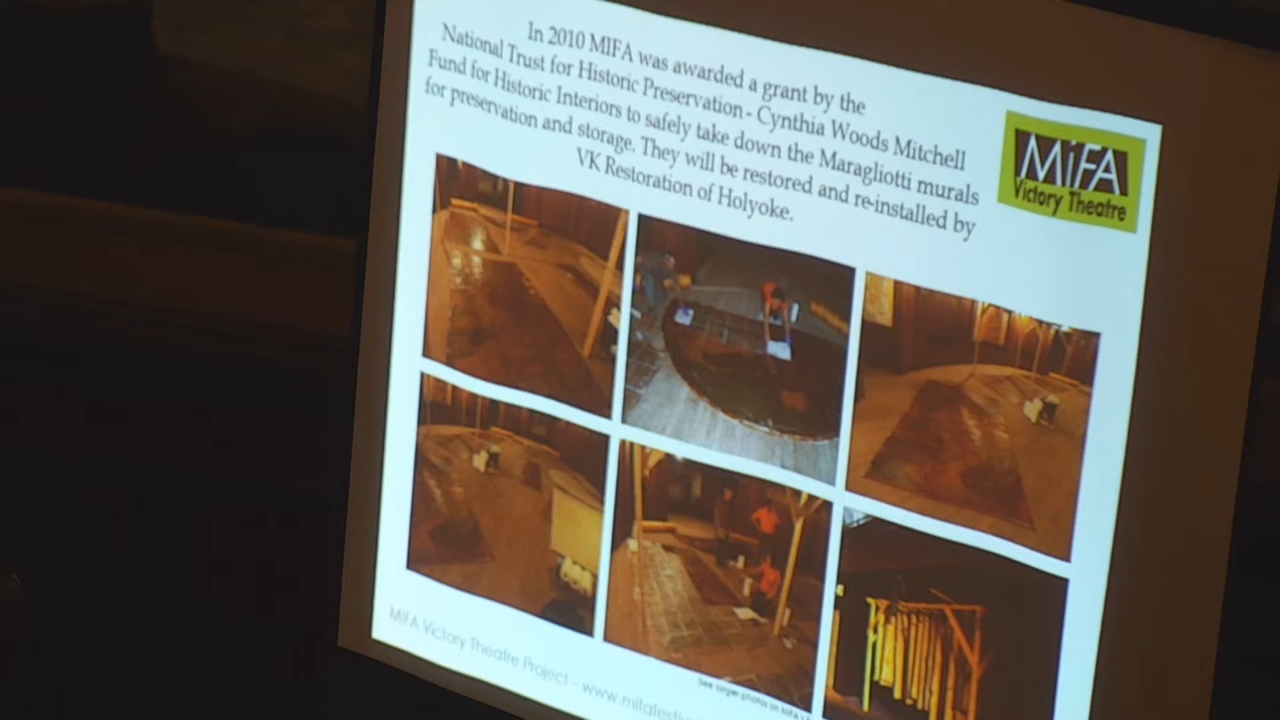 In 2010 MIFA was awarded a grant by the
National Trust for Historic Preservation - Cynthia Woods Mitchell
Fund for Historic Interiors to safely take down the Maragliotti murals
for preservation and storage. They will be restored and re-installed by
VK Restoration of Holyoke.
MiFA
Victory Theatre
See larger photos on MIFA's
MIFA Victory Theatre Project - www.mifafestiv